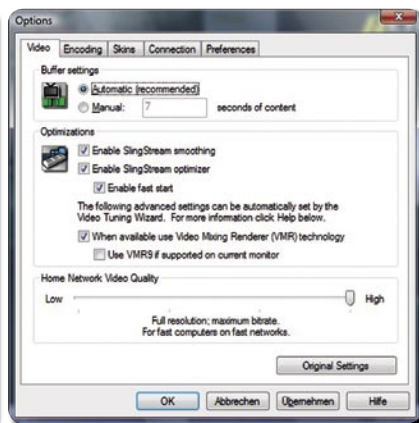 Options
Video Encoding Skins Connection Preferences
Buffer settings
Automatic (recommended)
Manual: 7 seconds of content
Optimizations
Enable SlingStream smoothing
Enable SlingStream optimizer
Enable fast start
The following advanced settings can be automatically set by the
Video Tuning Wizard. For more information click Help below.
When available use Video Mixing Renderer (VMR) technology
Use VMR9 if supported on current monitor
Home Network Video Quality
Low High
Full resolution; maximum bitrate.
For fast computers on fast networks.
Original Settings
OK Abbrechen Übernehmen Hilfe